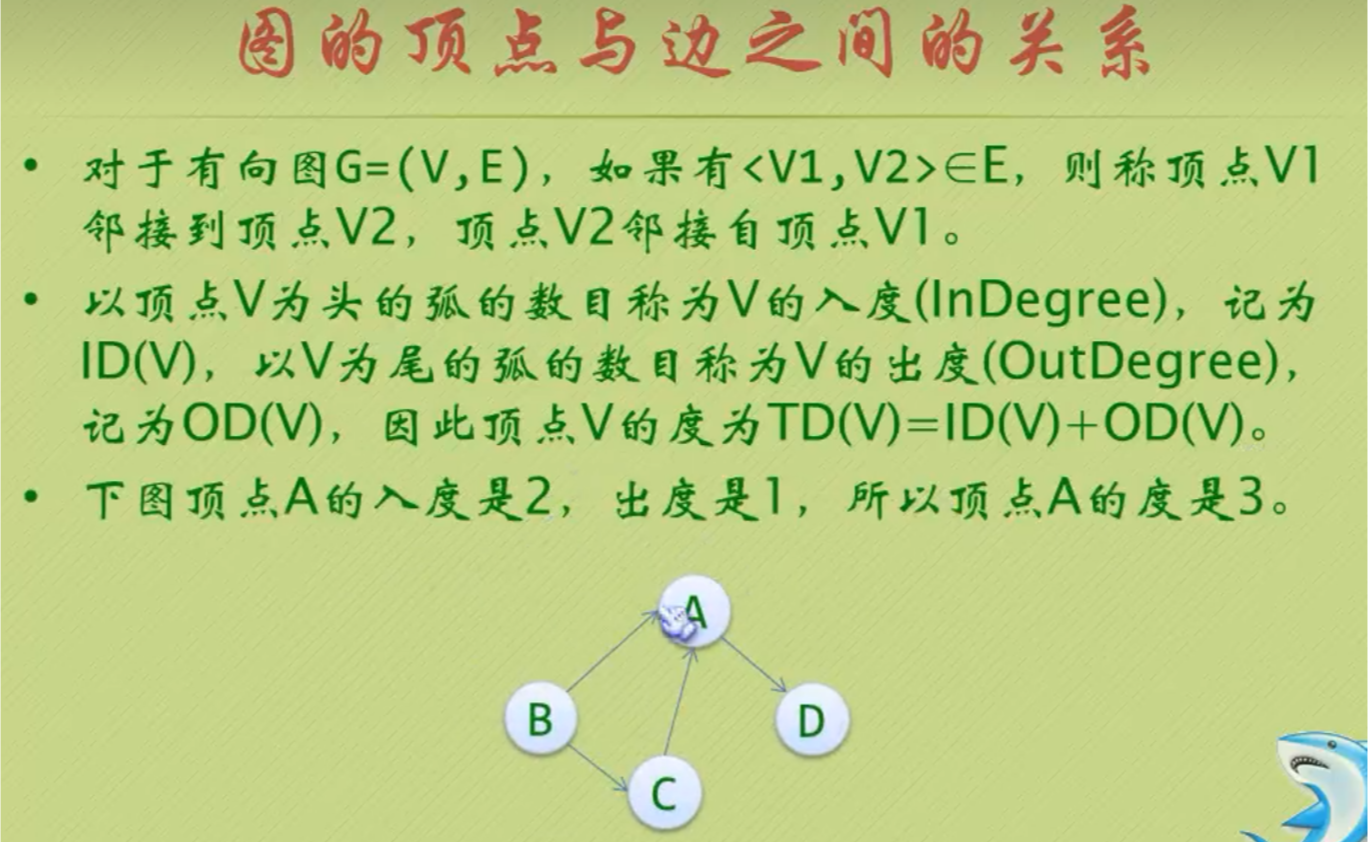 图的顶点与边之间的关系
• 对于有向图G=(V,E)，如果有<V1,V2>∈E，则称顶点V1
邻接到顶点V2，顶点V2邻接自顶点V1。
• 以顶点V为头的弧的数目称为V的入度(InDegree)，记为
ID(V)，以V为尾的弧的数目称为V的出度(OutDegree)，
记为OD(V)，因此顶点V的度为TD(V)=ID(V)+OD(V)。
• 下图顶点A的入度是2，出度是1，所以顶点A的度是3。
A
B
D
C